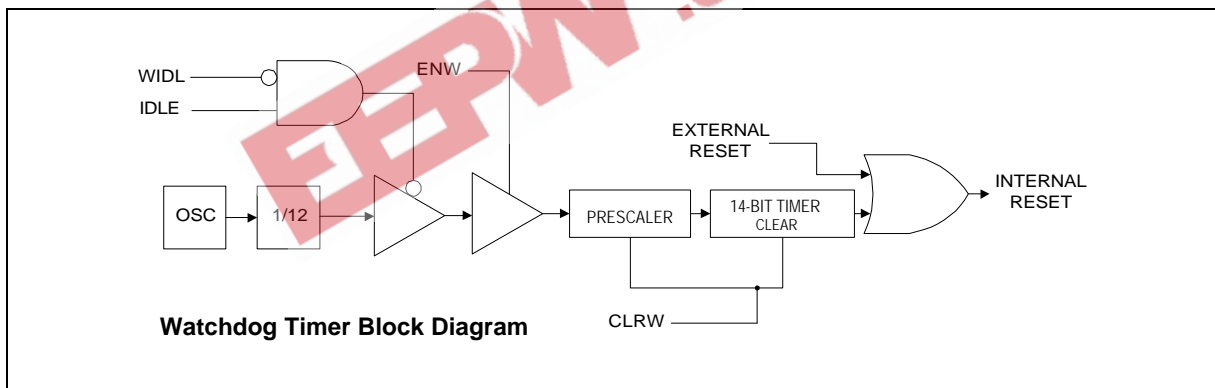 EEPW.
WIDL
IDLE
ENW
EXTERNAL
RESET
INTERNAL
RESET
OSC
1/12
PRESCALER
14-BIT TIMER
CLEAR
CLRW
Watchdog Timer Block Diagram